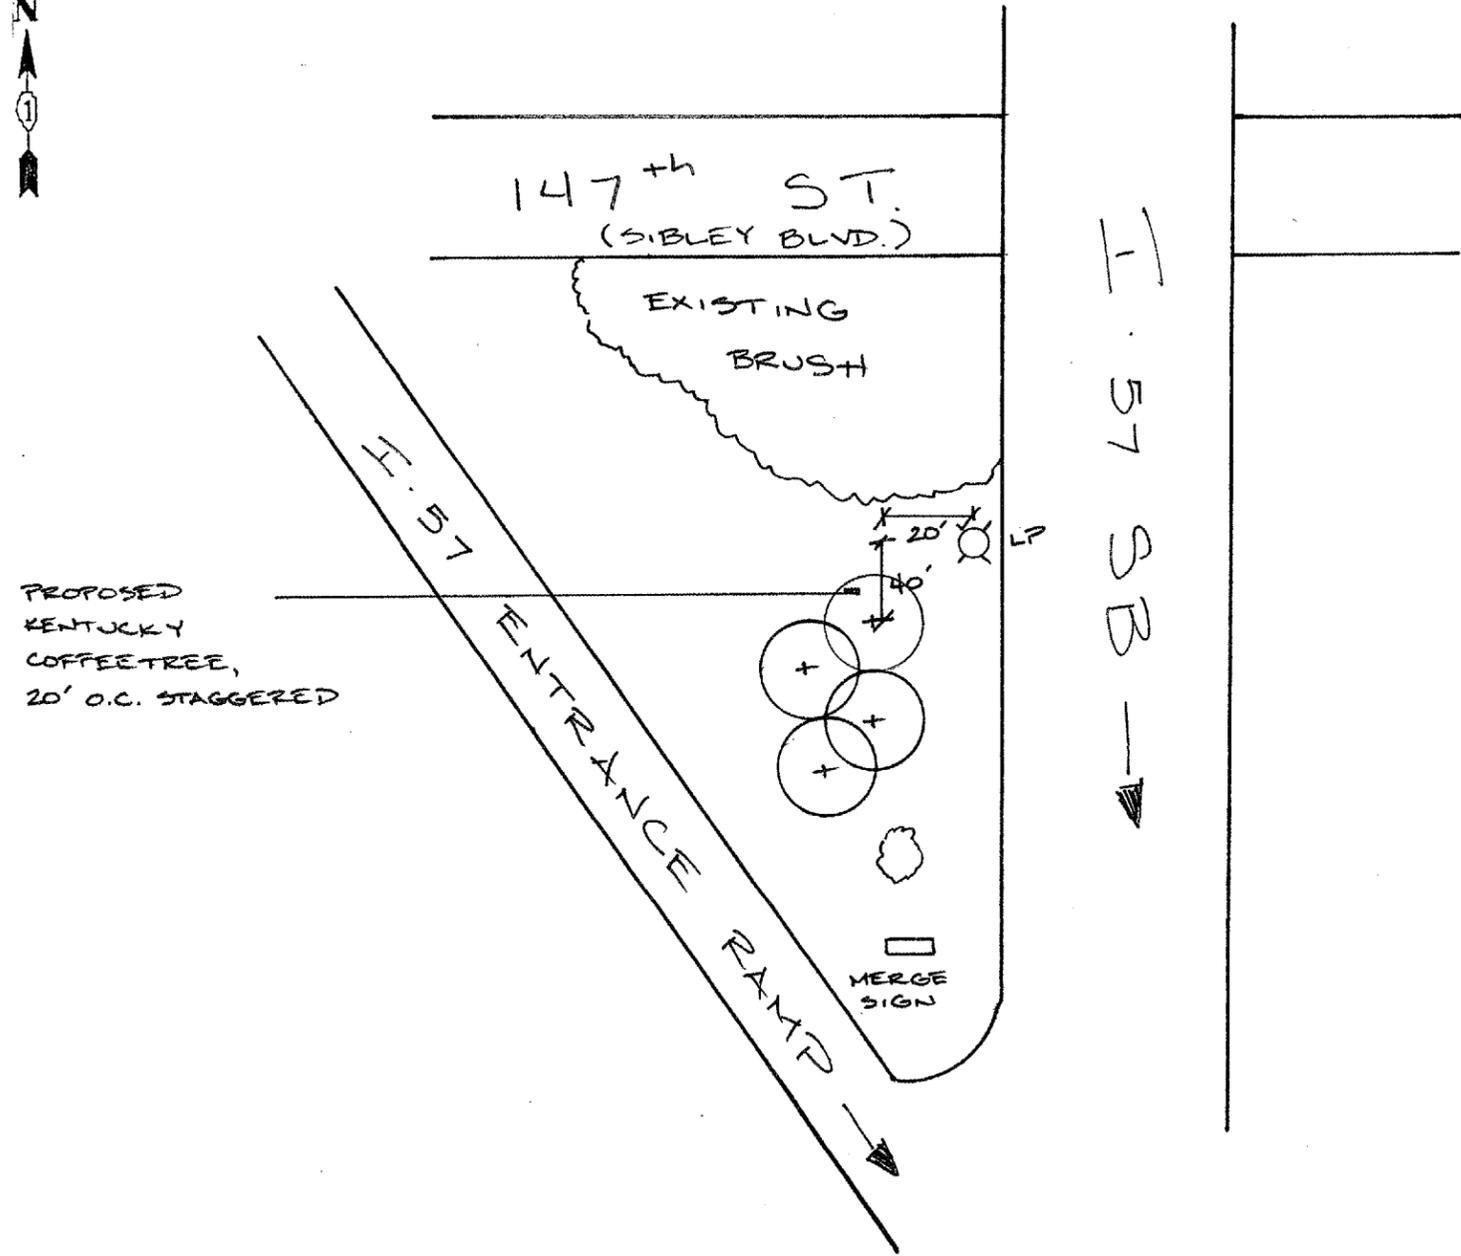 N
1
147th ST.
(SIBLEY BLVD.)
EXISTING
BRUSH
I-57 SB
20' LP
40'
I-57 ENTRANCE RAMP
PROPOSED
KENTUCKY
COFFEETREE,
20' O.C. STAGGERED
MERGE
SIGN